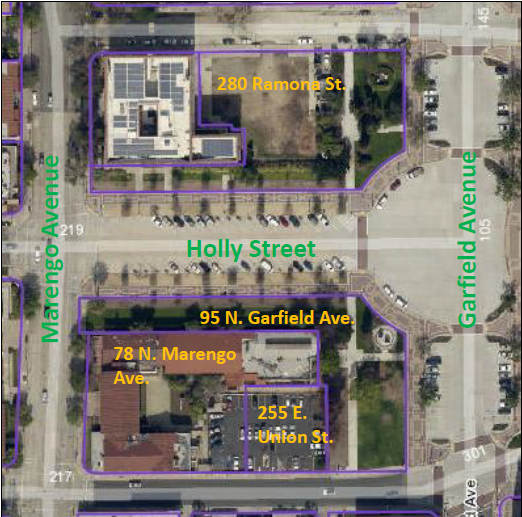 145
280 Ramona St.
Marengo Avenue
Garfield Avenue
219
105
Holly Street
95 N. Garfield Ave.
78 N. Marengo
Ave.
255 E.
Union St.
301
217
d Ave